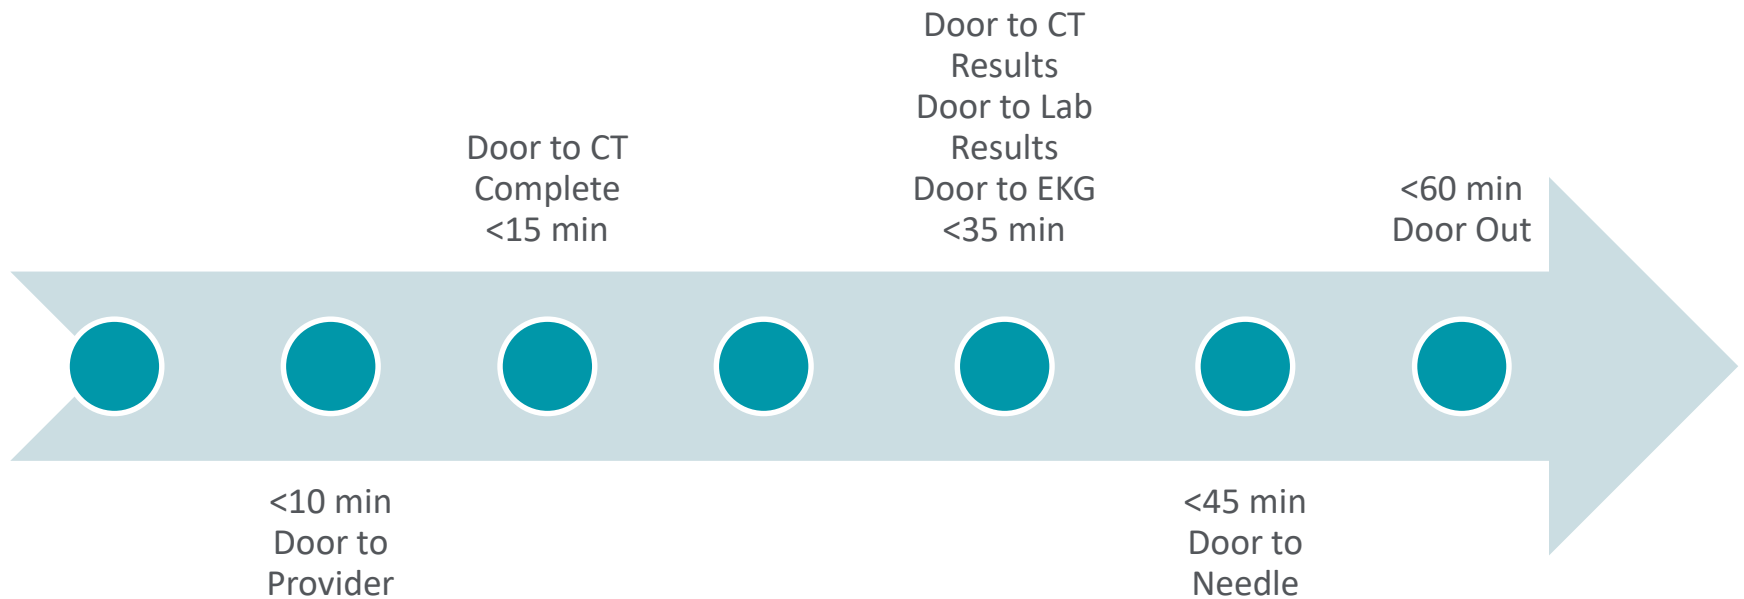 <10 min
Door to
Provider
Door to CT
Complete
<15 min
Door to CT
Results
Door to Lab
Results
Door to EKG
<35 min
<45 min
Door to
Needle
<60 min
Door Out